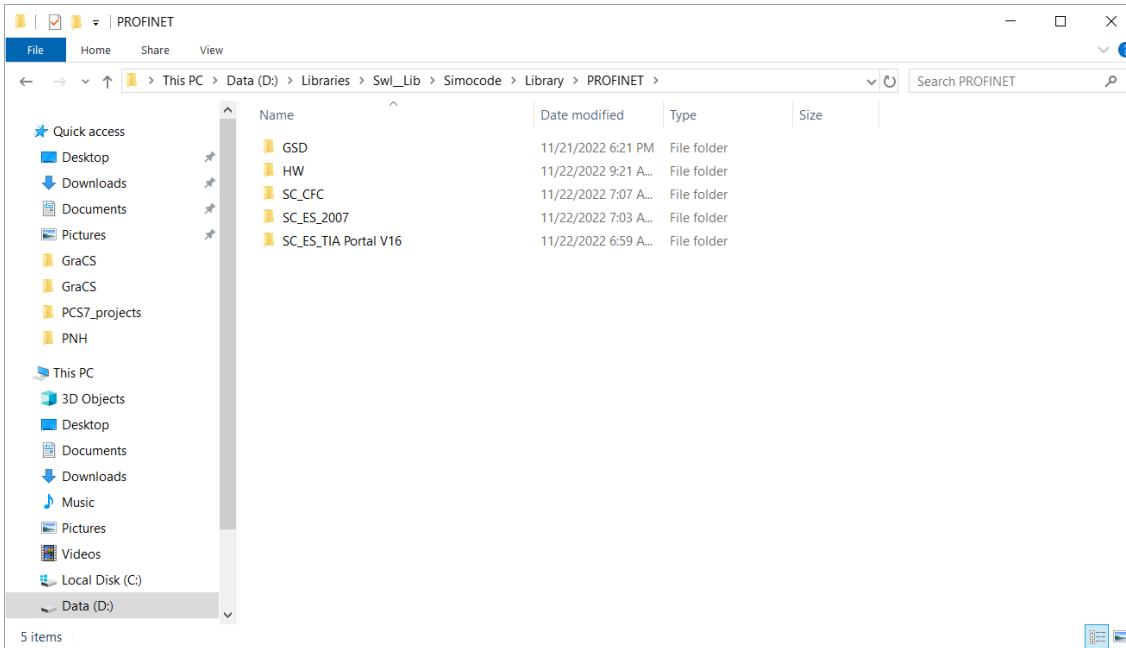 PROFINET
File Home Share View
This PC > Data (D:) > Libraries > Swl__Lib > Simocode > Library > PROFINET >
Search PROFINET
Name Date modified Type Size
GSD 11/21/2022 6:21 PM File folder
HW 11/22/2022 9:21 A... File folder
SC_CFC 11/22/2022 7:07 A... File folder
SC_ES_2007 11/22/2022 7:03 A... File folder
SC_ES_TIA Portal V16 11/22/2022 6:59 A... File folder
Quick access
Desktop
Downloads
Documents
Pictures
GraCS
GraCS
PCS7_projects
PNH
This PC
3D Objects
Desktop
Documents
Downloads
Music
Pictures
Videos
Local Disk (C:)
Data (D:)
5 items